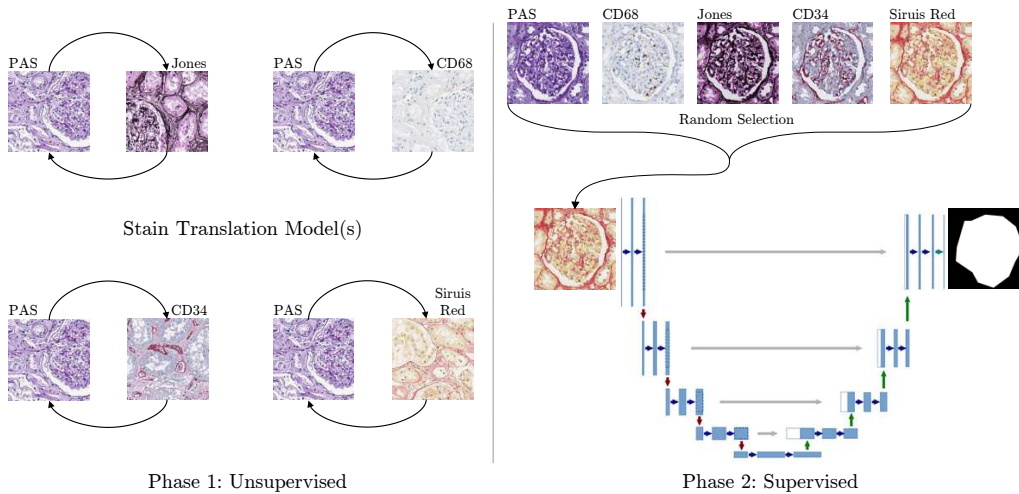 PAS
Jones
PAS
CD68
Stain Translation Model(s)
PAS
CD34
PAS
Siruis
Red
Phase 1: Unsupervised
PAS
CD68
Jones
CD34
Siruis Red
Random Selection
Phase 2: Supervised